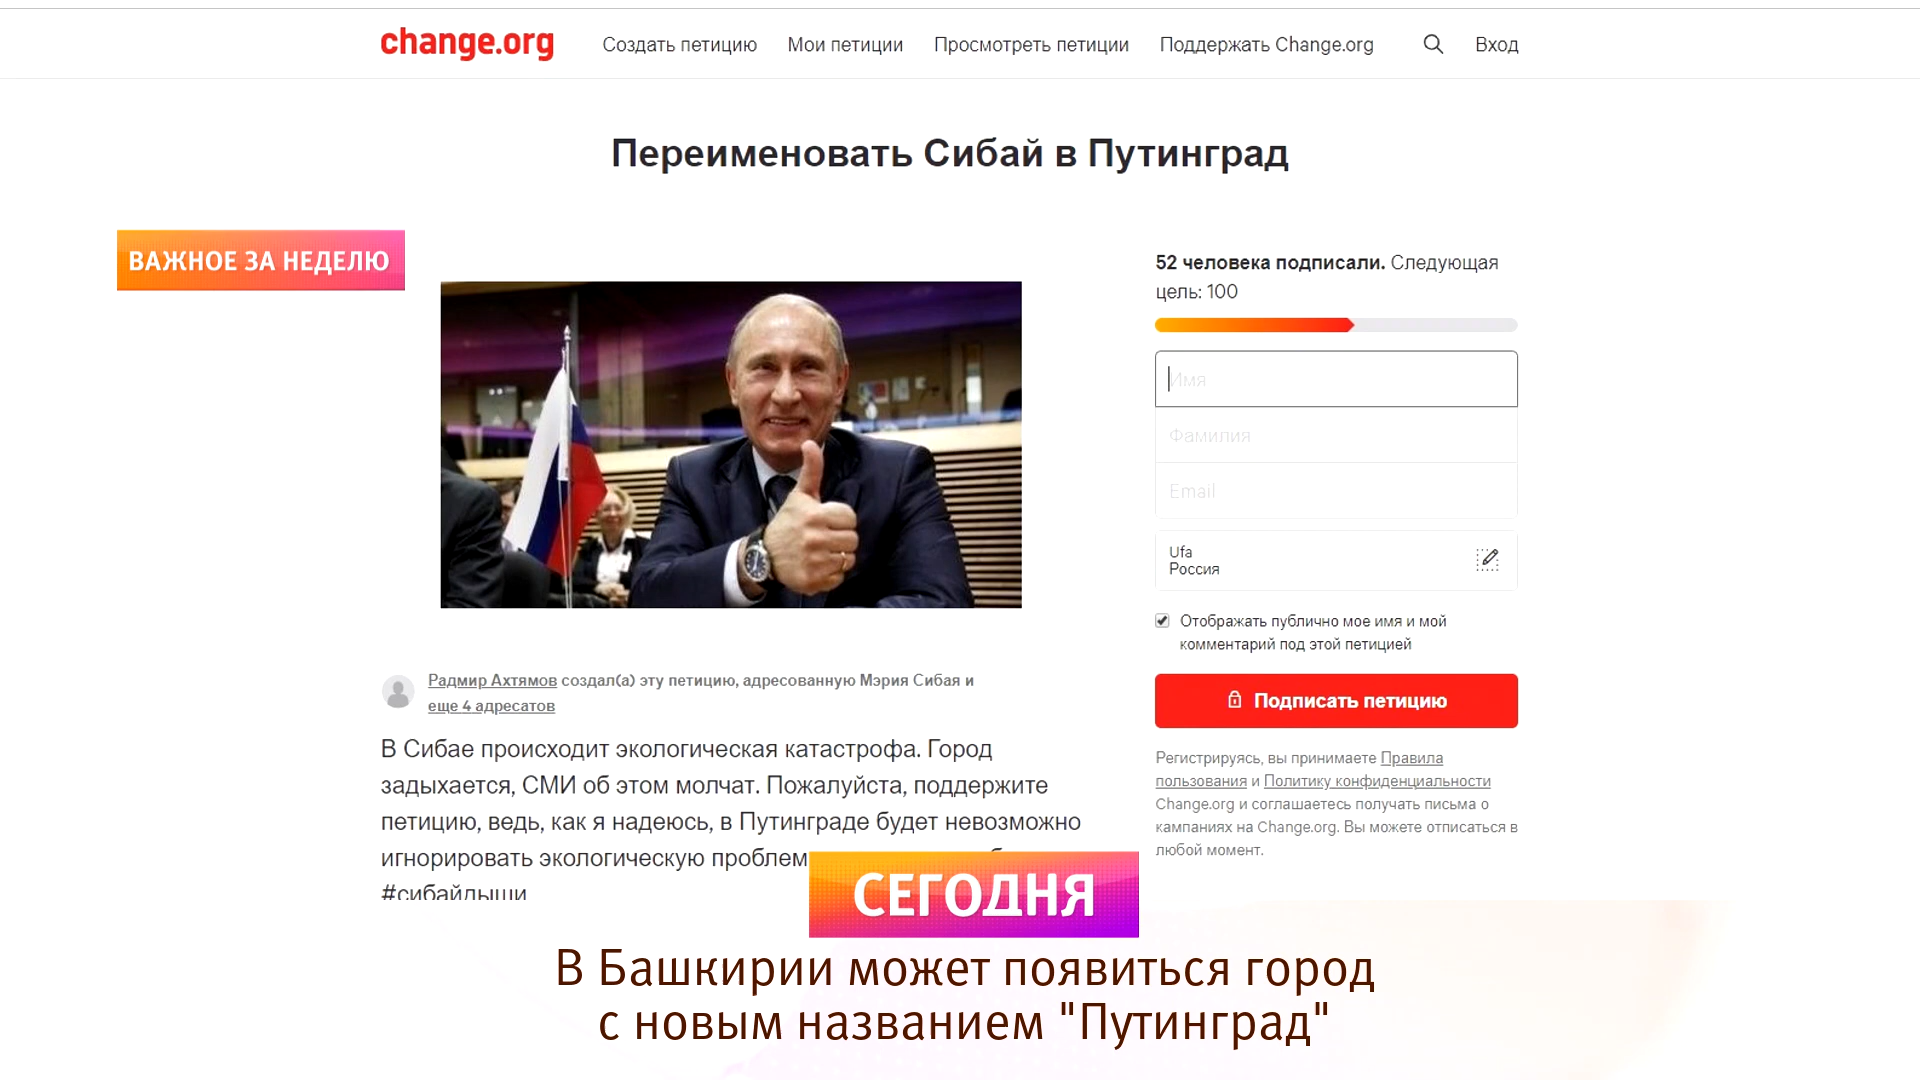 change.org
Создать петицию
Мои петиции
Просмотреть петиции
Поддержать Change.org
Вход
Переименовать Сибай в Путинград
ВАЖНОЕ ЗА НЕДЕЛЮ
52 человека подписали. Следующая
цель: 100
Имя
Фамилия
Email
Ufa
Россия
Отображать публично мое имя и мой
комментарий под этой петицией
Подписать петицию
Регистрируясь, вы принимаете Правила
пользования и Политику конфиденциальности
Change.org и соглашаетесь получать письма о
кампаниях на Change.org. Вы можете отписаться в
любой момент.
Радмир Ахтямов создал(а) эту петицию, адресованную Мэрия Сибая и
еще 4 адресатов
В Сибае происходит экологическая катастрофа. Город
задыхается, СМИ об этом молчат. Пожалуйста, поддержите
петицию, ведь, как я надеюсь, в Путинграде будет невозможно
игнорировать экологическую проблем
#сибайдыши
СЕГОДНЯ
В Башкирии может появиться город
с новым названием "Путинград"